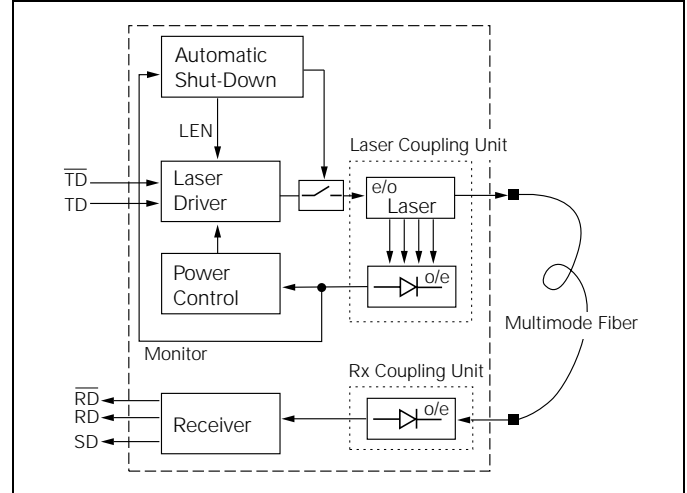 Automatic
Shut-Down
LEN
Laser Coupling Unit
TD
TD
Laser
Driver
e/o
Laser
Power
Control
o/e
Multimode Fiber
Monitor
Rx Coupling Unit
RD
RD
SD
Receiver
o/e